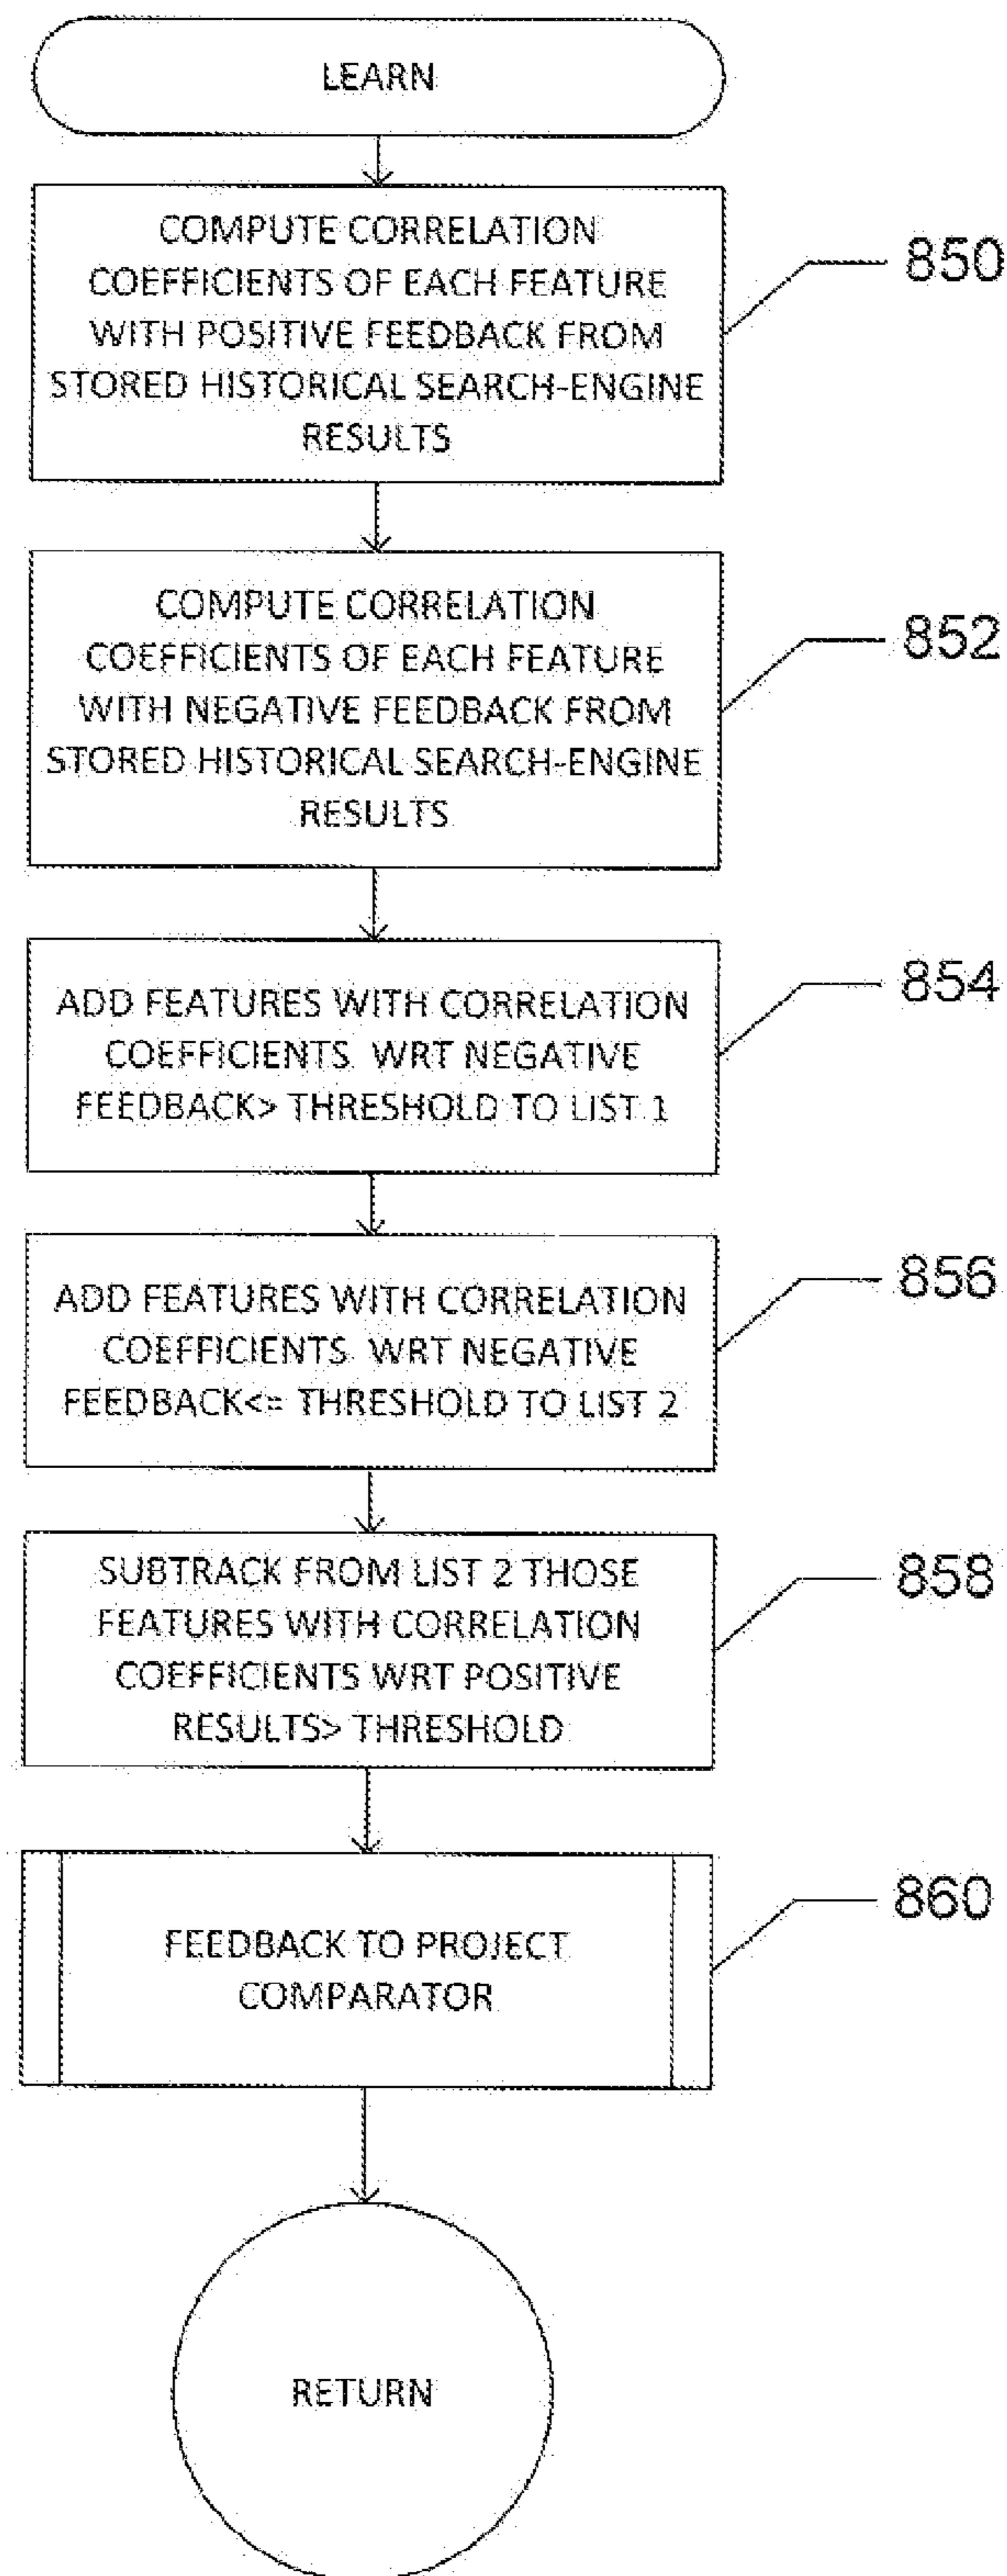 LEARN
COMPUTE CORRELATION
COEFFICIENTS OF EACH FEATURE
WITH POSITIVE FEEDBACK FROM
STORED HISTORICAL SEARCH-ENGINE
RESULTS
850
COMPUTE CORRELATION
COEFFICIENTS OF EACH FEATURE
WITH NEGATIVE FEEDBACK FROM
STORED HISTORICAL SEARCH-ENGINE
RESULTS
852
ADD FEATURES WITH CORRELATION
COEFFICIENTS WRT NEGATIVE
FEEDBACK> THRESHOLD TO LIST 1
854
ADD FEATURES WITH CORRELATION
COEFFICIENTS WRT NEGATIVE
FEEDBACK<= THRESHOLD TO LIST 2
856
SUBTRACK FROM LIST 2 THOSE
FEATURES WITH CORRELATION
COEFFICIENTS WRT POSITIVE
RESULTS> THRESHOLD
858
FEEDBACK TO PROJECT
COMPARATOR
860
RETURN